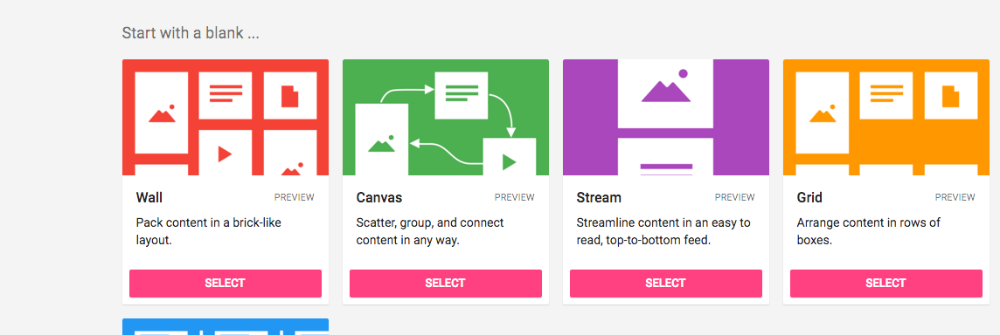 Start with a blank ...
Wall
PREVIEW
Pack content in a brick-like
layout.
SELECT
Canvas
PREVIEW
Scatter, group, and connect
content in any way.
SELECT
Stream
PREVIEW
Streamline content in an easy to
read, top-to-bottom feed.
SELECT
Grid
PREVIEW
Arrange content in rows of
boxes.
SELECT